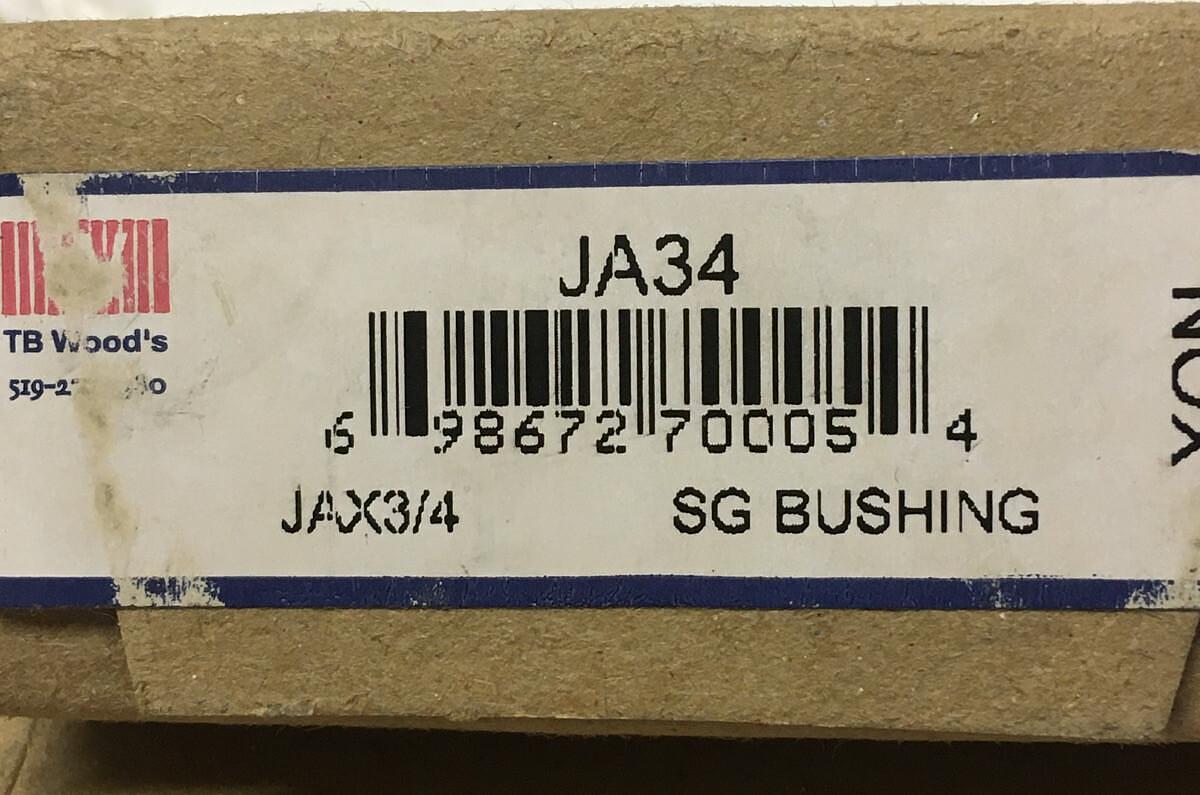 JA34
TB Wood's
6 98672 70005 4
JAX3/4 SG BUSHING